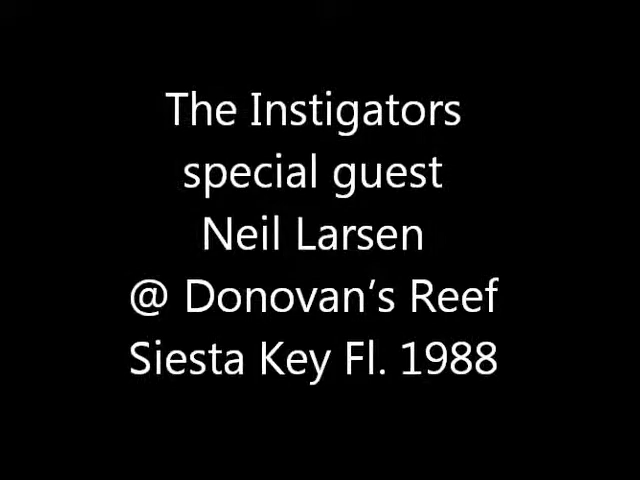 The Instigators
special guest
Neil Larsen
@ Donovan's Reef
Siesta Key Fl. 1988